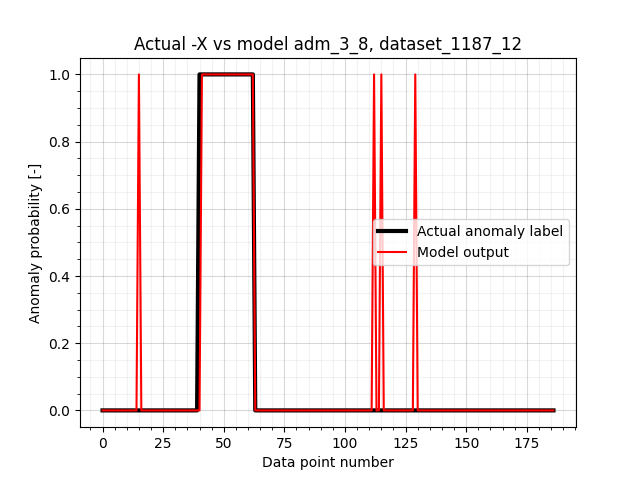 Actual -X vs model adm_3_8, dataset_1187_12
Anomaly probability [-]
1.0
0.8
0.6
0.4
0.2
0.0
Actual anomaly label
Model output
0 25 50 75 100 125 150 175
Data point number